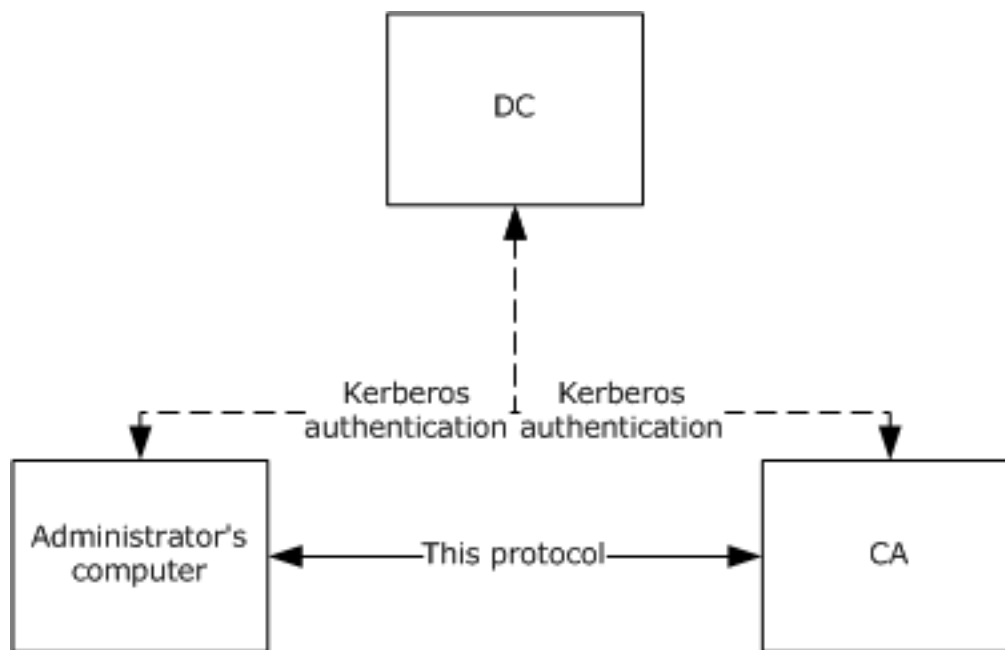 DC
Kerberos
authentication
Kerberos
authentication
Administrator's
computer
This protocol
CA